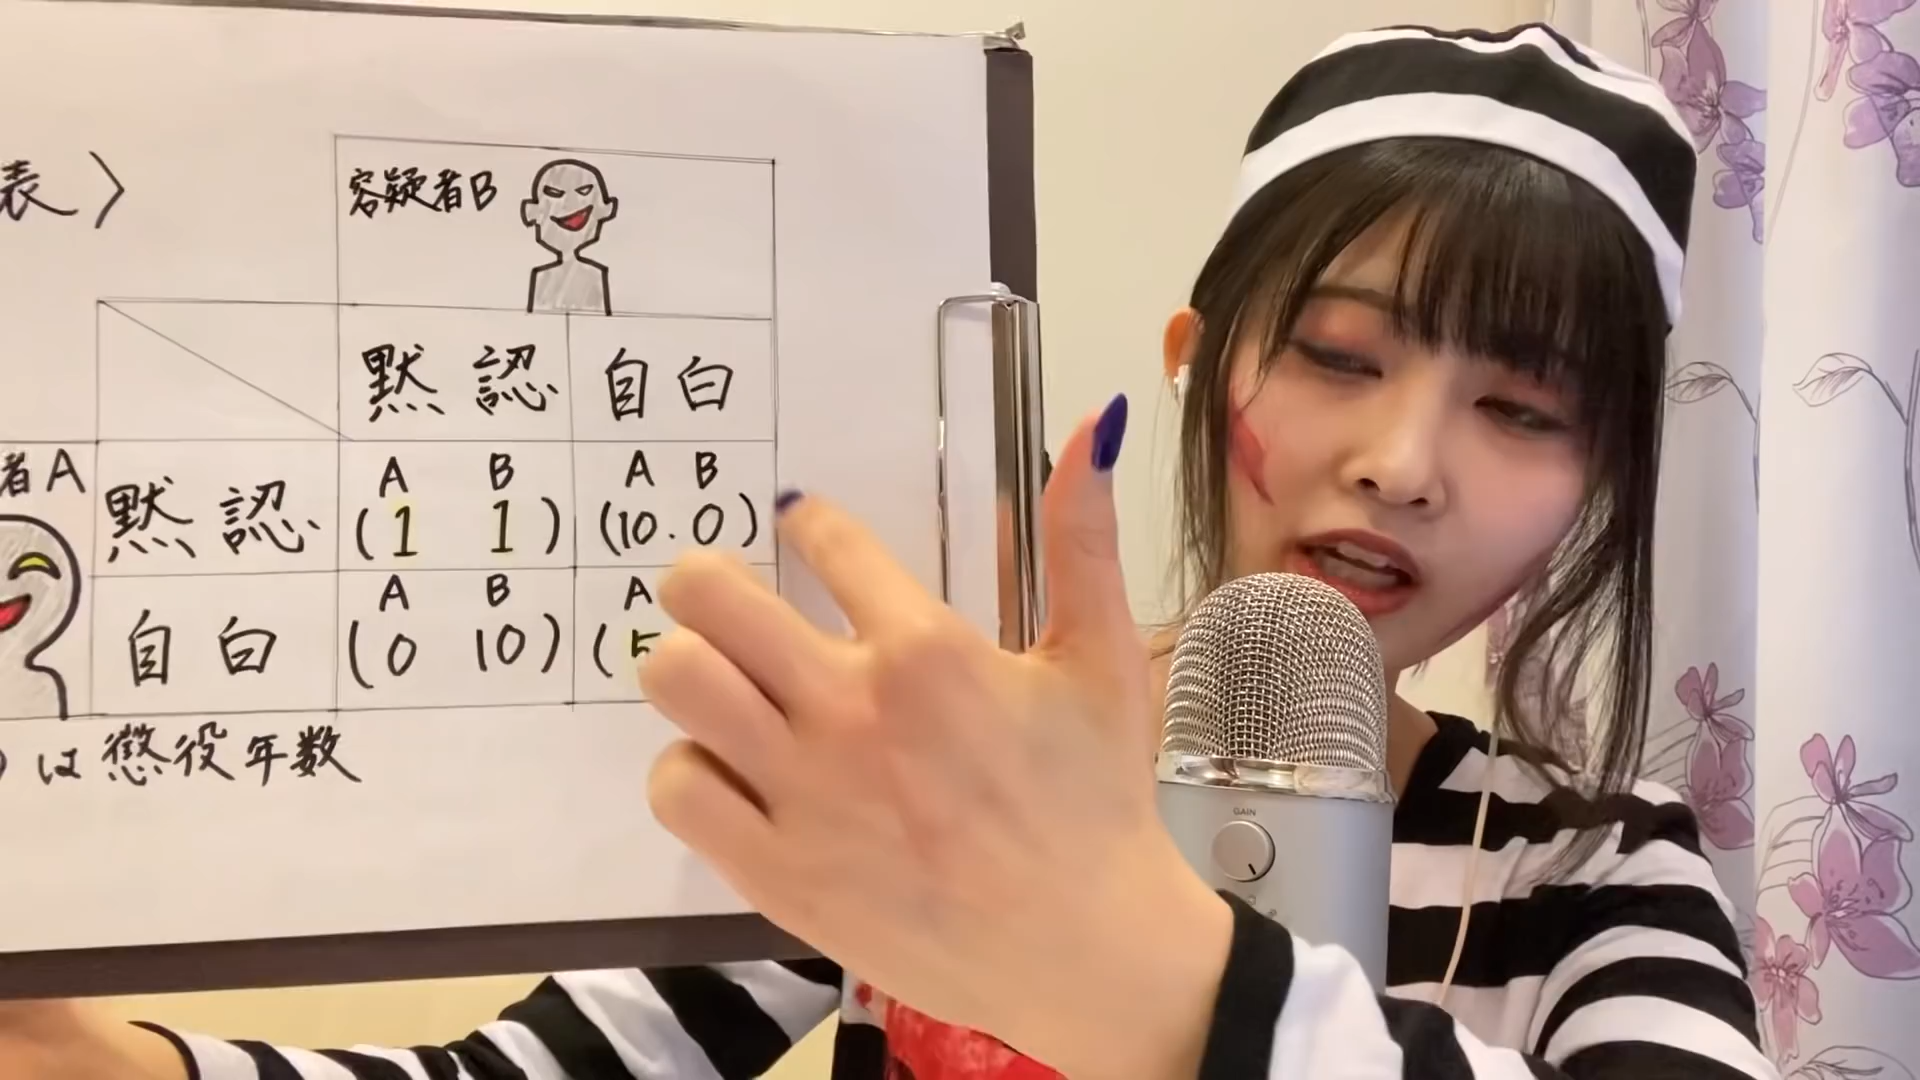 表〉
容疑者B
黙認 自白
者A
黙認
A B
(1 1)
A B
(10.0)
自白
A B
(0 10)
A
(5
)は懲役年数
GAIN